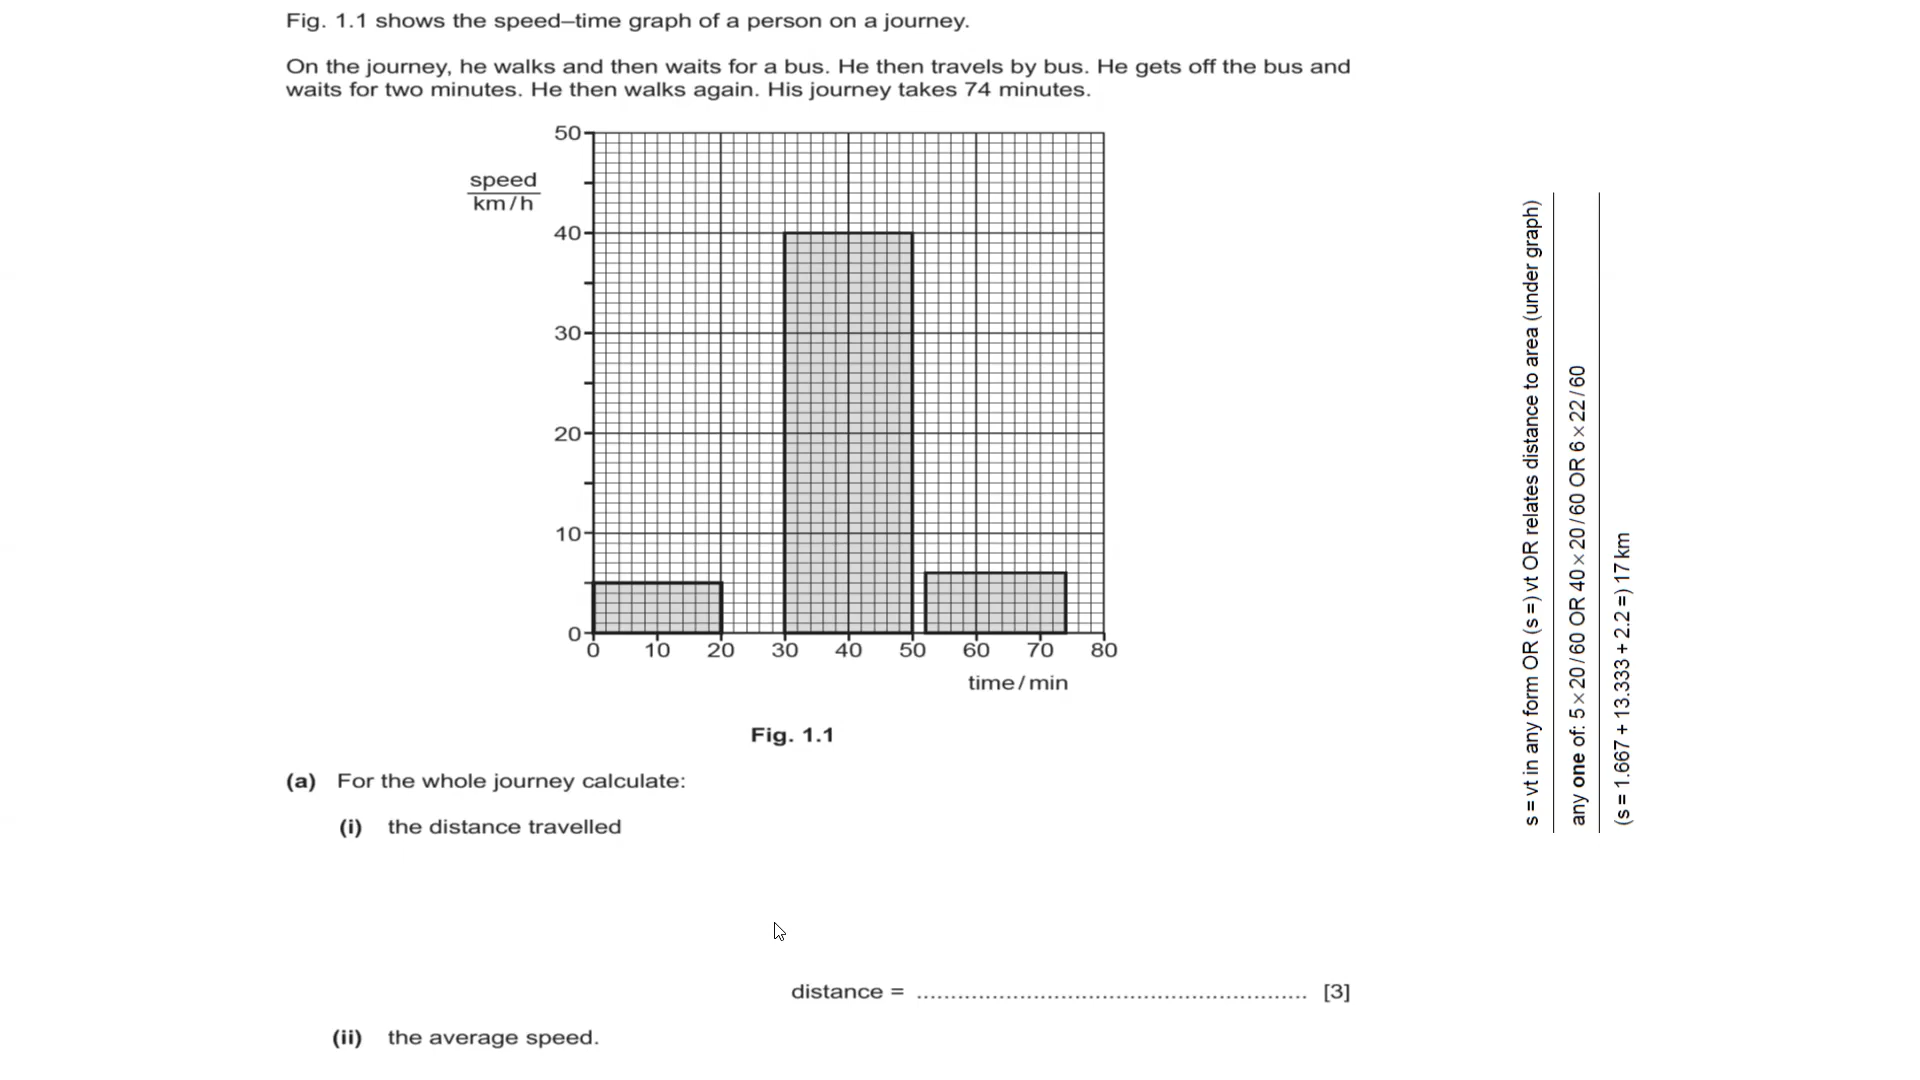 Fig. 1.1 shows the speed–time graph of a person on a journey.
On the journey, he walks and then waits for a bus. He then travels by bus. He gets off the bus and
waits for two minutes. He then walks again. His journey takes 74 minutes.
50
speed
km/h
40
30
20
10
0
0 10 20 30 40 50 60 70 80
time/min
Fig. 1.1
(a) For the whole journey calculate:
(i) the distance travelled
distance = ............................................................. [3]
(ii) the average speed.
s = vt in any form OR (s =) vt OR relates distance to area (under graph)
any one of: 5 × 20/60 OR 40 × 20/60 OR 6 × 22/60
(s = 1.667 + 13.333 + 2.2 =) 17 km